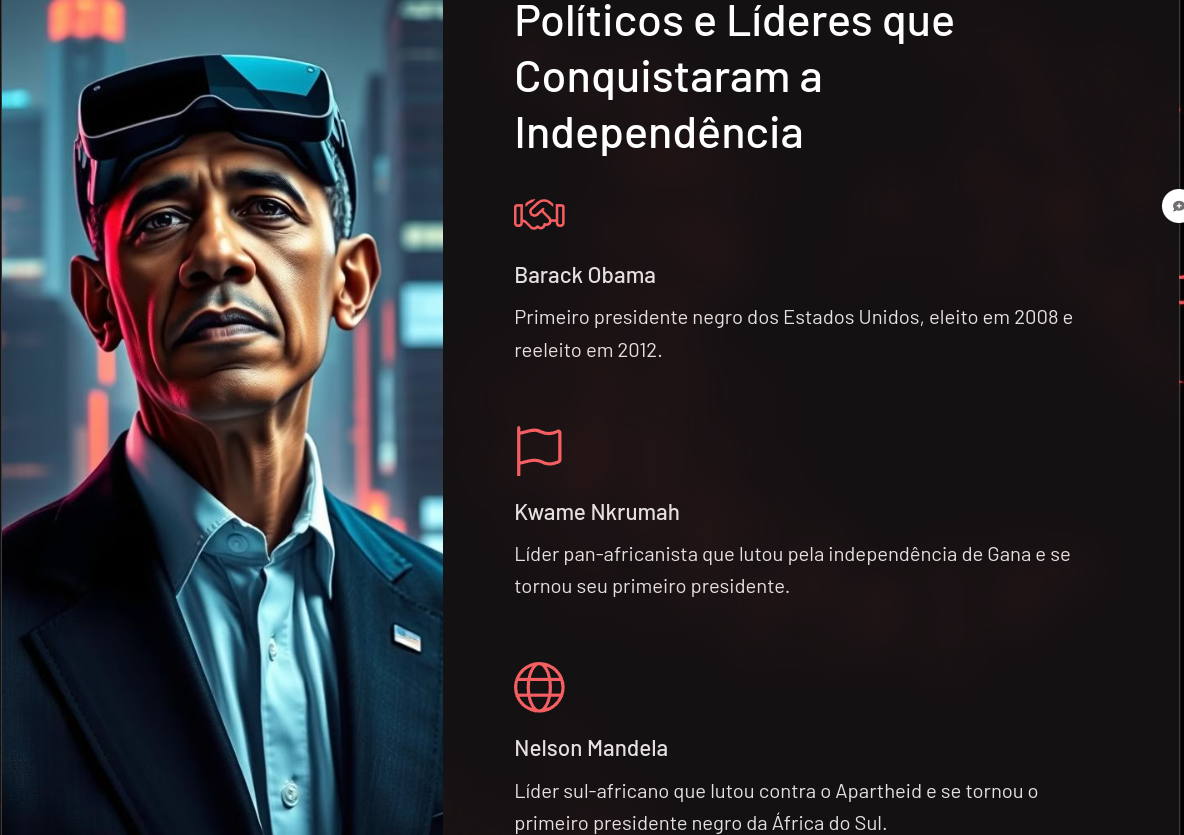 Políticos e Líderes que
Conquistaram a
Independência
Barack Obama
Primeiro presidente negro dos Estados Unidos, eleito em 2008 e
reeleito em 2012.
Kwame Nkrumah
Líder pan-africanista que lutou pela independência de Gana e se
tornou seu primeiro presidente.
Nelson Mandela
Líder sul-africano que lutou contra o Apartheid e se tornou o
primeiro presidente negro da África do Sul.